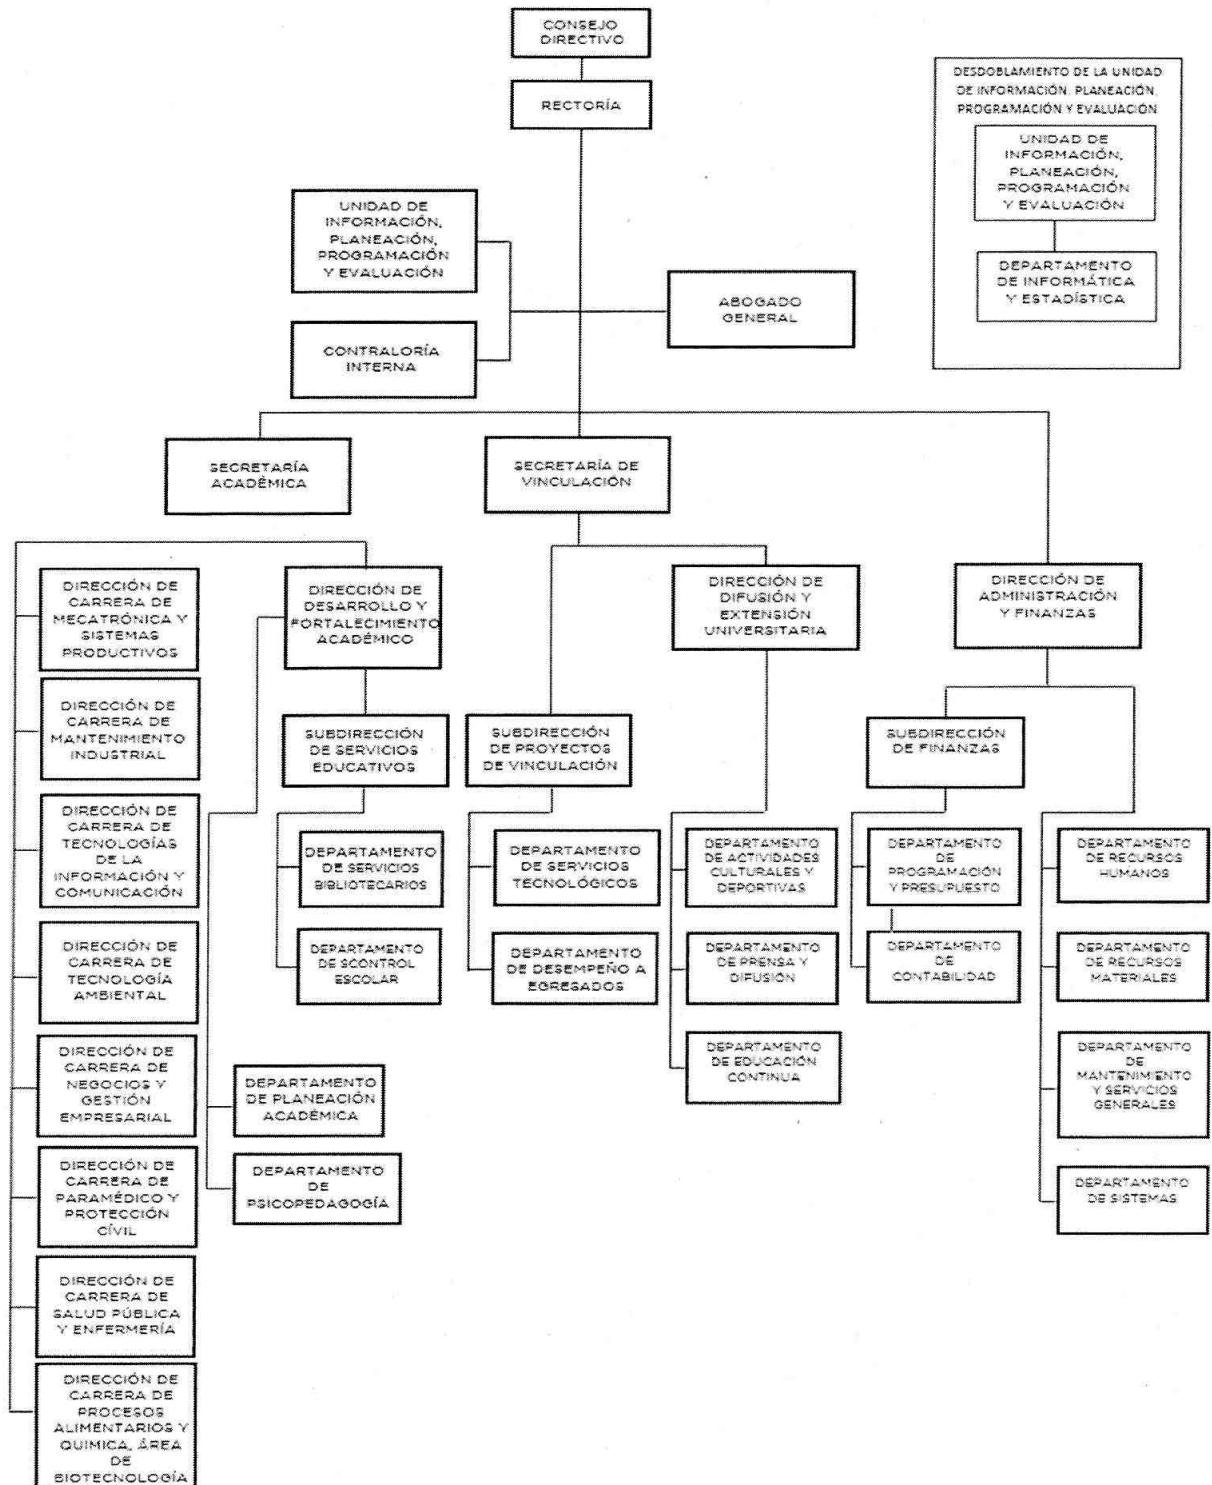 CONSEJO
DIRECTIVO
RECTORÍA
DESDOBLAMIENTO DE LA UNIDAD
DE INFORMACIÓN, PLANEACIÓN,
PROGRAMACIÓN Y EVALUACIÓN
UNIDAD DE
INFORMACIÓN,
PLANEACIÓN,
PROGRAMACIÓN
Y EVALUACIÓN
DEPARTAMENTO
DE INFORMÁTICA
Y ESTADÍSTICA
UNIDAD DE
INFORMACIÓN,
PLANEACIÓN,
PROGRAMACIÓN
Y EVALUACIÓN
ABOGADO
GENERAL
CONTRALORÍA
INTERNA
SECRETARÍA
ACADÉMICA
SECRETARÍA DE
VINCULACIÓN
DIRECCIÓN DE
CARRERA DE
MECATRÓNICA Y
SISTEMAS
PRODUCTIVOS
DIRECCIÓN DE
DESARROLLO Y
FORTALECIMIENTO
ACADÉMICO
DIRECCIÓN DE
DIFUSIÓN Y
EXTENSIÓN
UNIVERSITARIA
DIRECCIÓN DE
ADMINISTRACIÓN
Y FINANZAS
DIRECCIÓN DE
CARRERA DE
MANTENIMIENTO
INDUSTRIAL
SUBDIRECCIÓN
DE SERVICIOS
EDUCATIVOS
SUBDIRECCIÓN
DE PROYECTOS
DE VINCULACIÓN
SUBDIRECCIÓN
DE FINANZAS
DIRECCIÓN DE
CARRERA DE
TECNOLOGÍAS
DE LA
INFORMACIÓN Y
COMUNICACIÓN
DEPARTAMENTO
DE SERVICIOS
BIBLIOTECARIOS
DEPARTAMENTO
DE SERVICIOS
TECNOLÓGICOS
DEPARTAMENTO
DE ACTIVIDADES
CULTURALES Y
DEPORTIVAS
DEPARTAMENTO
DE
PROGRAMACIÓN
Y PRESUPUESTO
DEPARTAMENTO
DE RECURSOS
HUMANOS
DIRECCIÓN DE
CARRERA DE
TECNOLOGÍA
AMBIENTAL
DEPARTAMENTO
DE SCONTROL
ESCOLAR
DEPARTAMENTO
DE DESEMPEÑO A
EGRESADOS
DEPARTAMENTO
DE PRENSA Y
DIFUSIÓN
DEPARTAMENTO
DE
CONTABILIDAD
DEPARTAMENTO
DE RECURSOS
MATERIALES
DIRECCIÓN DE
CARRERA DE
NEGOCIOS Y
GESTIÓN
EMPRESARIAL
DEPARTAMENTO
DE PLANEACIÓN
ACADÉMICA
DEPARTAMENTO
DE EDUCACIÓN
CONTINUA
DEPARTAMENTO
DE
MANTENIMIENTO
Y SERVICIOS
GENERALES
DIRECCIÓN DE
CARRERA DE
PARAMÉDICO Y
PROTECCIÓN
CÍVIL
DEPARTAMENTO
DE
PSICOPEDAGOGÍA
DEPARTAMENTO
DE SISTEMAS
DIRECCIÓN DE
CARRERA DE
SALUD PÚBLICA
Y ENFERMERÍA
DIRECCIÓN DE
CARRERA DE
PROCESOS
ALIMENTARIOS Y
QUIMICA, ÁREA
DE
BIOTECNOLOGÍA